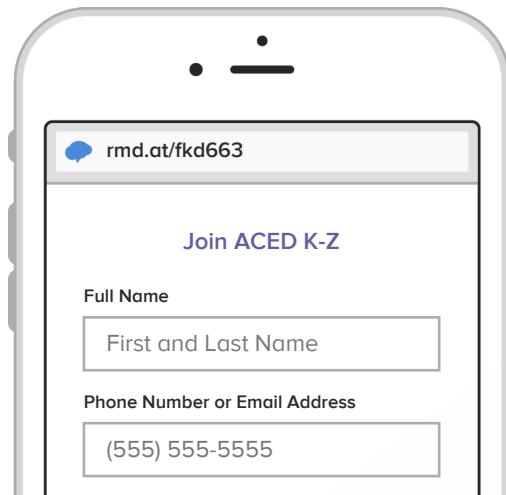 rmd.at/fkd663
Join ACED K-Z
Full Name
First and Last Name
Phone Number or Email Address
(555) 555-5555